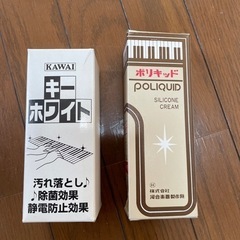 KAWAI
キー
ホワイト
汚れ落とし♪
♪除菌効果
静電防止効果
ポリキッド
POLIQUID
SILICONE
CREAM
株式会社
河合楽器製作所